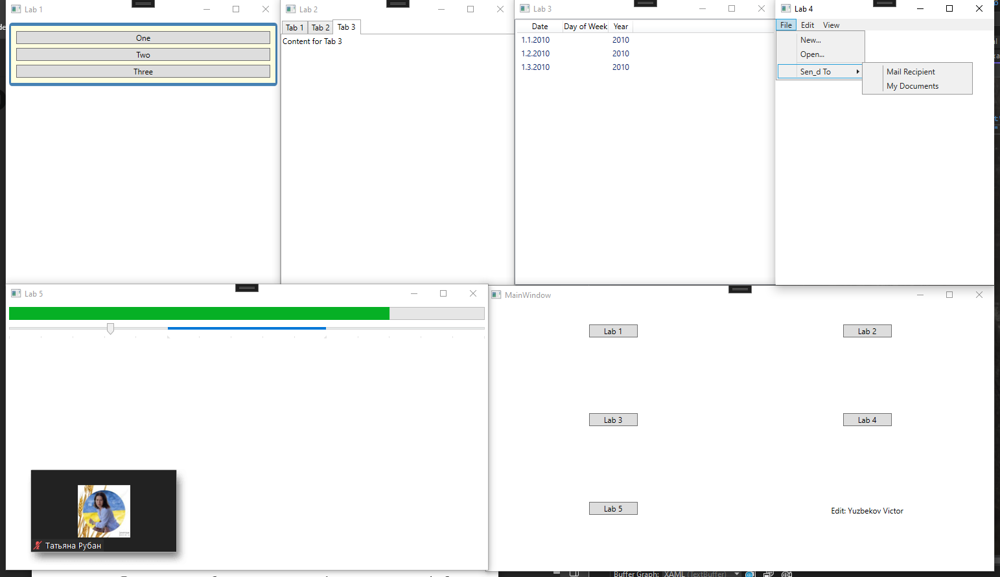 Lab 1
One
Two
Three
Lab 2
Tab 1 Tab 2 Tab 3
Content for Tab 3
Lab 3
Date Day of Week Year
1.1.2010 2010
1.2.2010 2010
1.3.2010 2010
Lab 4
File Edit View
New...
Open...
Sen_d To
Mail Recipient
My Documents
Lab 5
Татьяна Рубан
MainWindow
Lab 1 Lab 2
Lab 3 Lab 4
Lab 5 Edit: Yuzbekov Victor
Buffer Graph: XAML (TextBuffer)